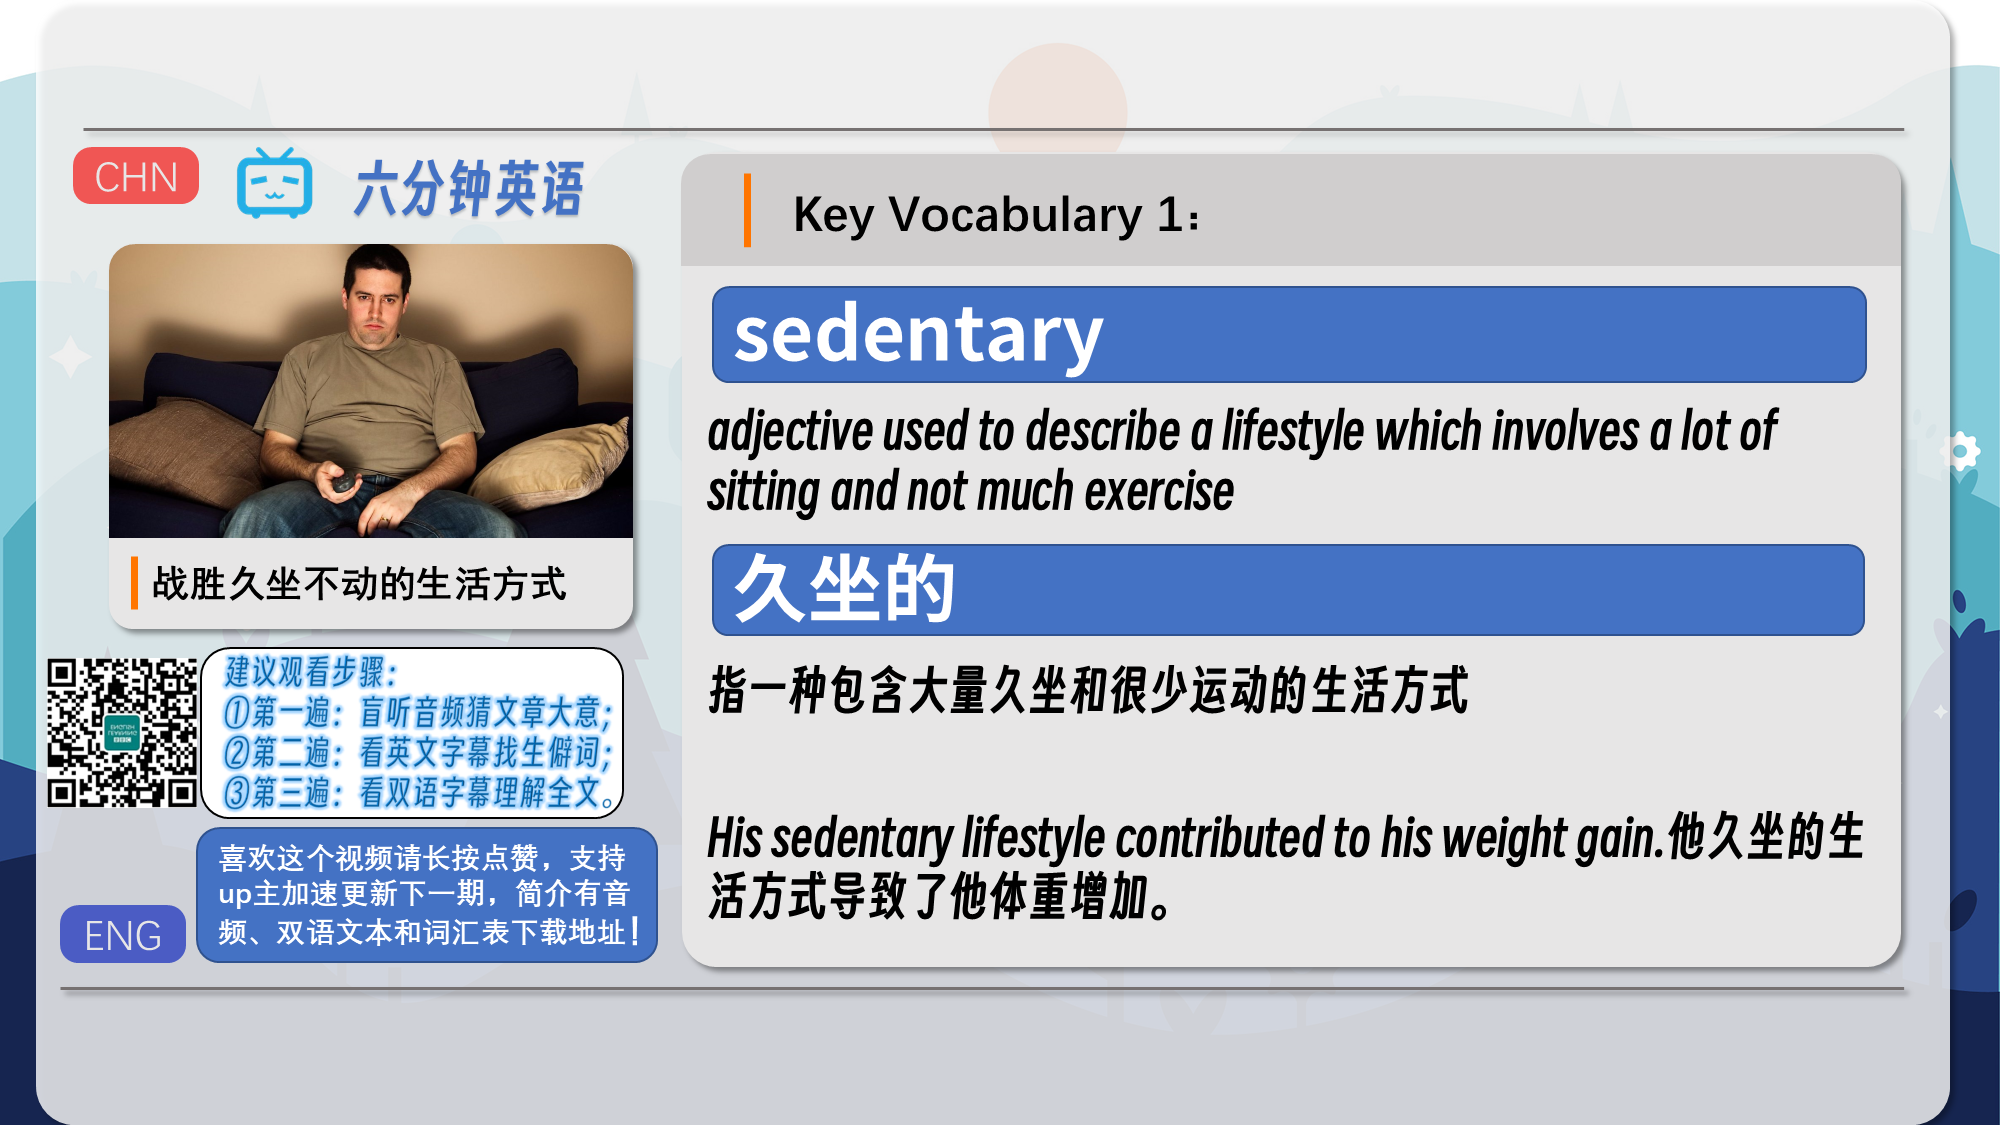 CHN
六分钟英语
战胜久坐不动的生活方式
建议观看步骤：
①第一遍：盲听音频猜文章大意；
②第二遍：看英文字幕找生僻词；
③第三遍：看双语字幕理解全文。
喜欢这个视频请长按点赞，支持
up主加速更新下一期，简介有音
频、双语文本和词汇表下载地址！
ENG
Key Vocabulary 1：
sedentary
adjective used to describe a lifestyle which involves a lot of
sitting and not much exercise
久坐的
指一种包含大量久坐和很少运动的生活方式
His sedentary lifestyle contributed to his weight gain.他久坐的生
活方式导致了他体重增加。